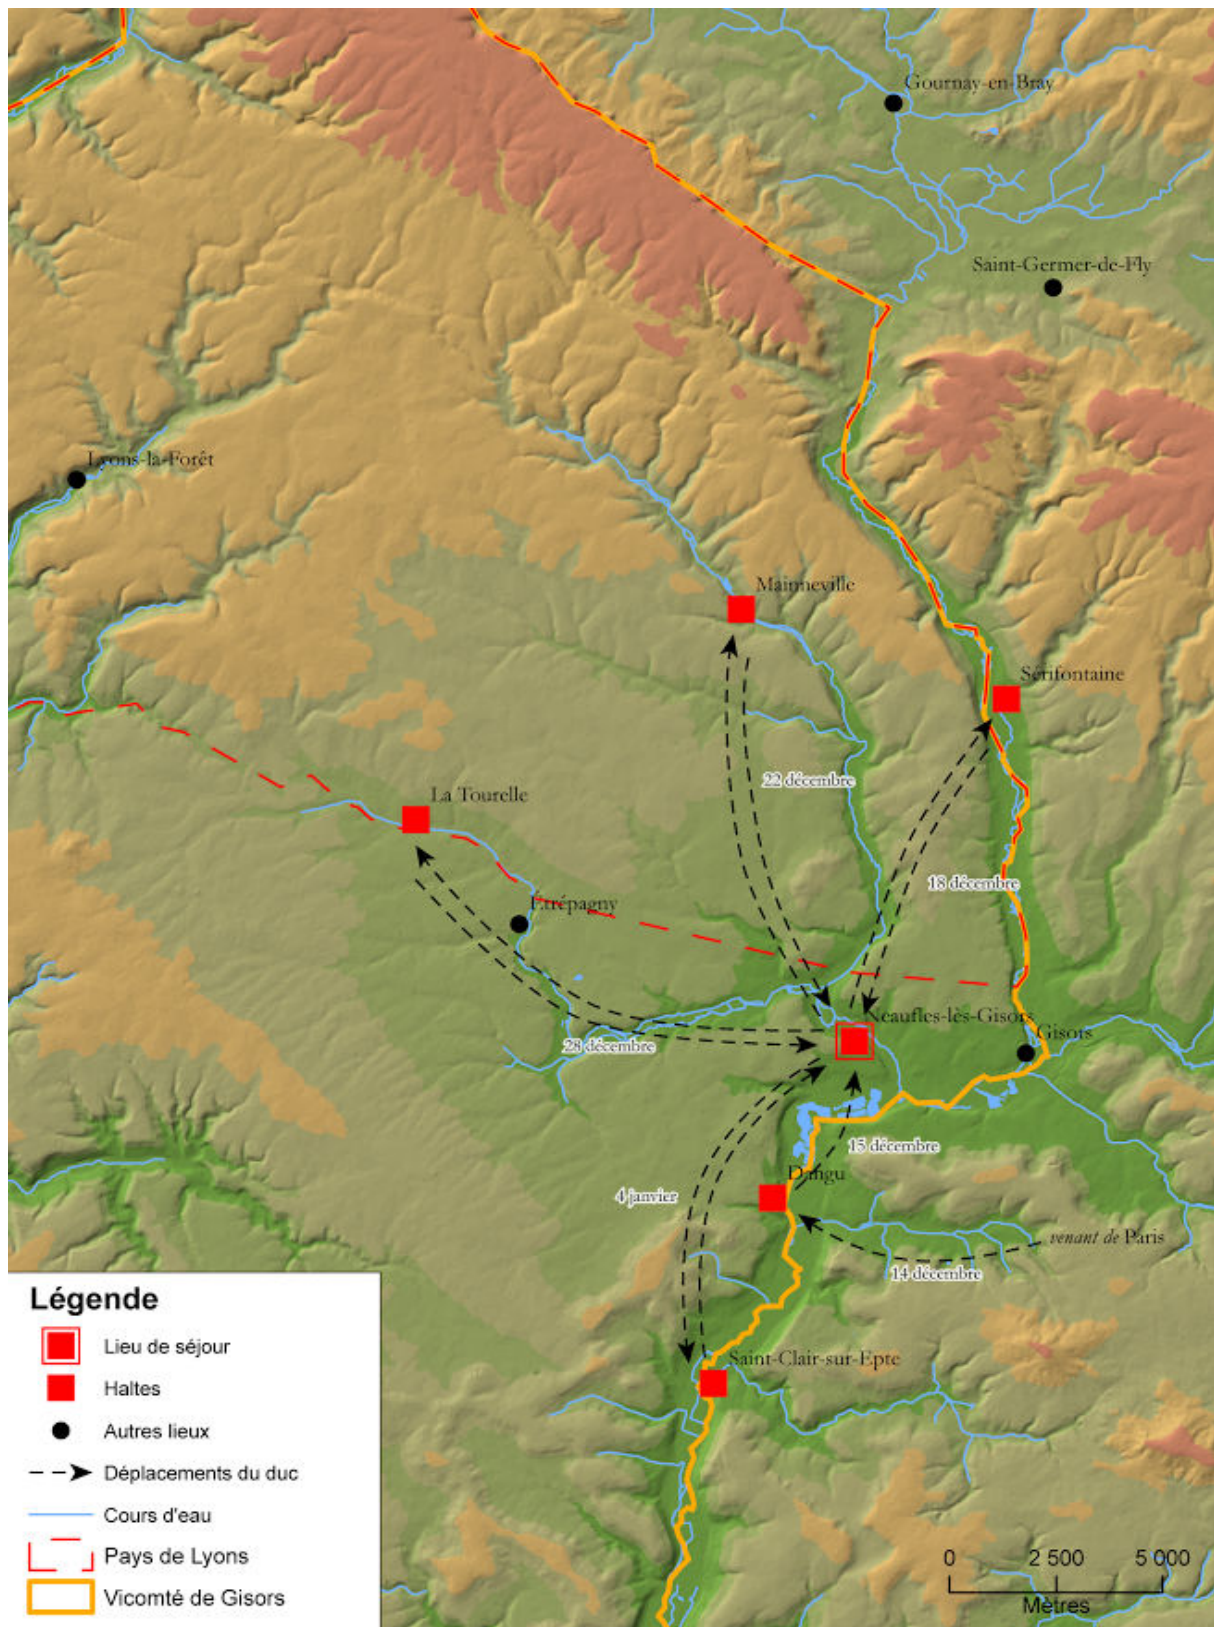 Gournay-en-Bray
Saint-Germer-de-Fly
Lyons-la-Forêt
Mainneville
Sérifontaine
22 décembre
La Tourelle
18 décembre
Étrépagny
Neaufles-lès-Gisors
Gisors
28 décembre
15 décembre
Dangu
4 janvier
venant de Paris
14 décembre
Légende
Lieu de séjour
Saint-Clair-sur-Epte
Haltes
Autres lieux
Déplacements du duc
Cours d'eau
Pays de Lyons
0 2 500 5 000
Vicomté de Gisors
Mètres